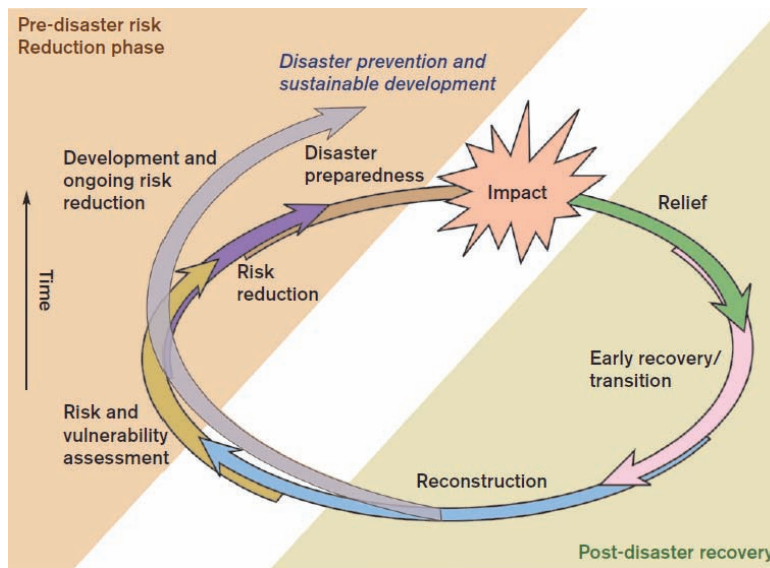 Pre-disaster risk
Reduction phase
Disaster prevention and
sustainable development
Development and
ongoing risk
reduction
Disaster
preparedness
Impact
Relief
Time
Risk
reduction
Early recovery/
transition
Risk and
vulnerability
assessment
Reconstruction
Post-disaster recovery